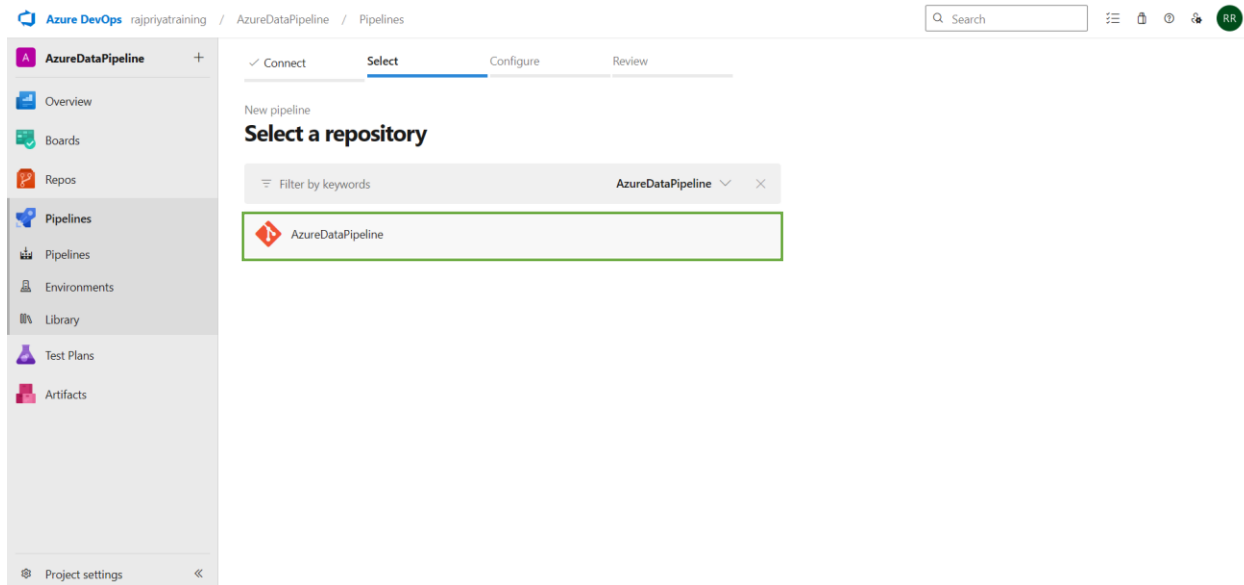 Azure DevOps rajpriyatraining / AzureDataPipeline / Pipelines
Search
RR
A AzureDataPipeline +
Overview
Boards
Repos
Pipelines
Pipelines
Environments
Library
Test Plans
Artifacts
Project settings
Connect Select Configure Review
New pipeline
Select a repository
Filter by keywords AzureDataPipeline
AzureDataPipeline